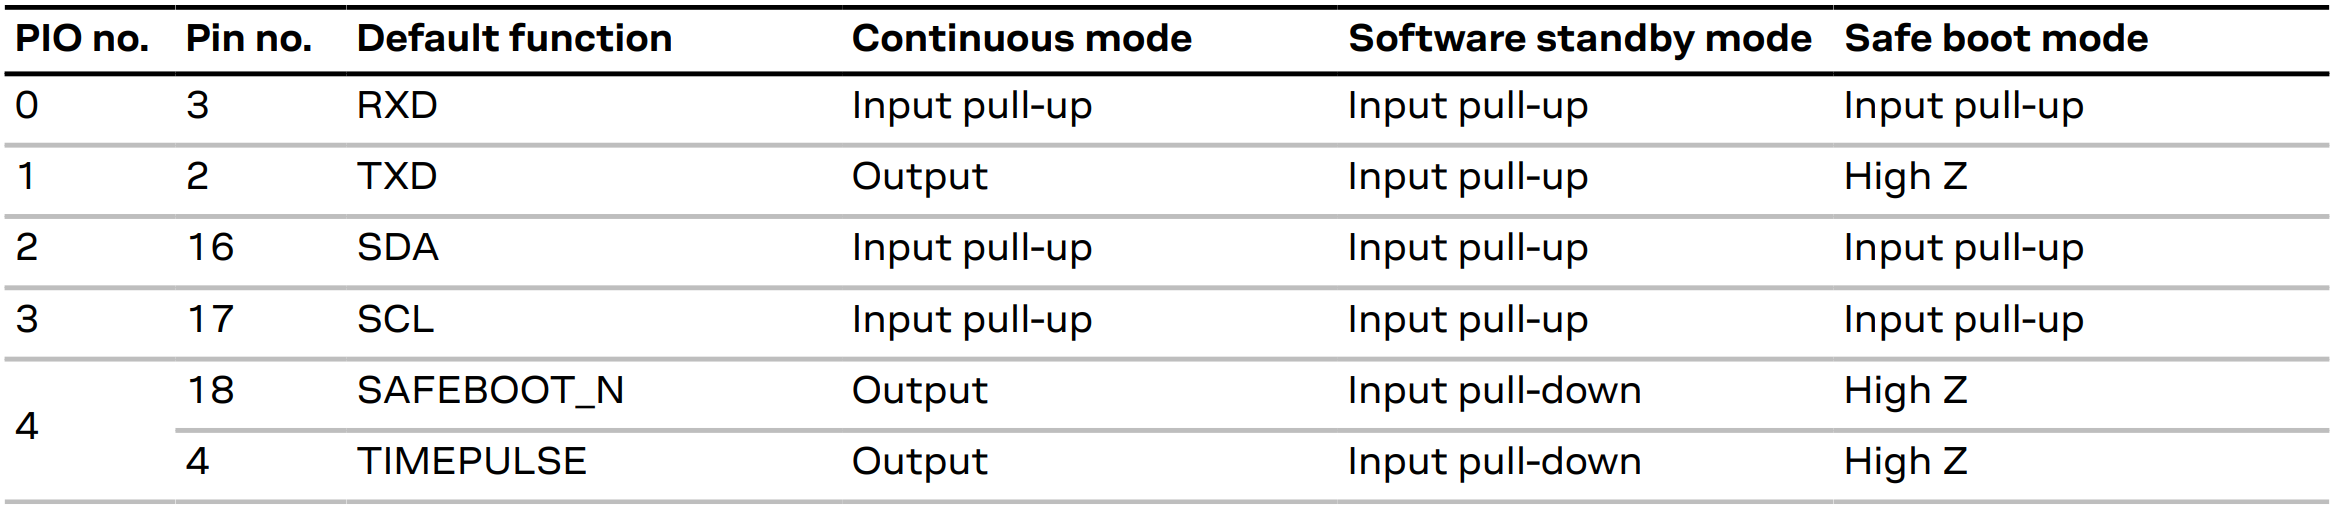 PIO no. Pin no. Default function Continuous mode Software standby mode Safe boot mode
0 3 RXD Input pull-up Input pull-up Input pull-up
1 2 TXD Output Input pull-up High Z
2 16 SDA Input pull-up Input pull-up Input pull-up
3 17 SCL Input pull-up Input pull-up Input pull-up
4 18 SAFEBOOT_N Output Input pull-down High Z
4 TIMEPULSE Output Input pull-down High Z